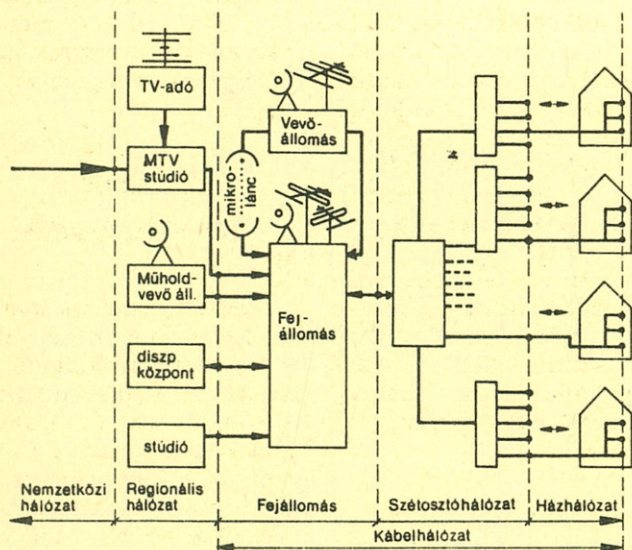 TV-adó
MTV
stúdió
Műhold-
vevő áll.
diszp
központ
stúdió
Vevő-
állomás
mikro-
lánc
Fej-
állomás
Nemzetközi
hálózat
Regionális
hálózat
Fejállomás
Szétosztóhálózat
Házhálózat
Kábelhálózat